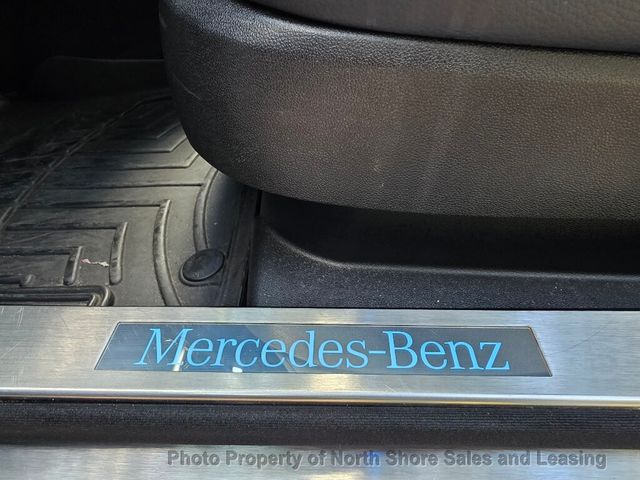 Mercedes-Benz
Photo Property of North Shore Sales and Leasing